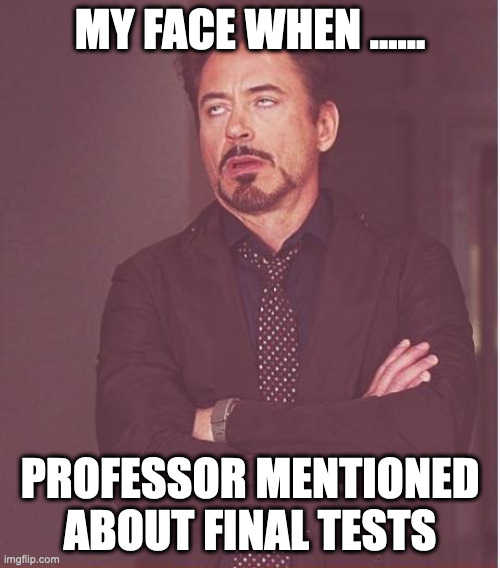 MY FACE WHEN ......
PROFESSOR MENTIONED
ABOUT FINAL TESTS
imgflip.com